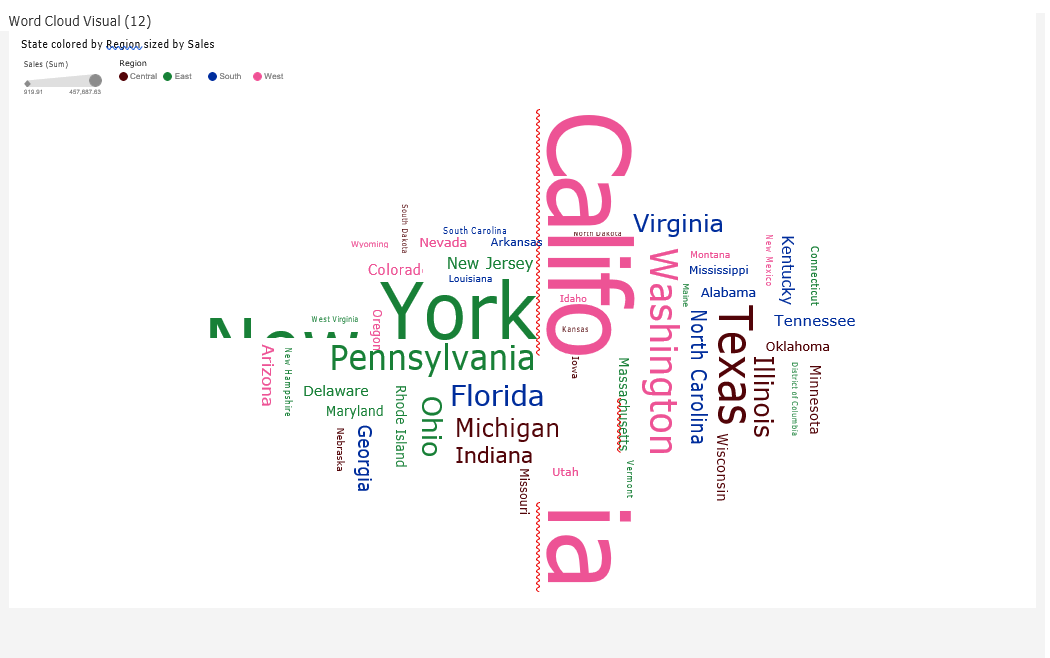 Word Cloud Visual (12)
State colored by Region sized by Sales
Sales (Sum)
919.91
457,687.63
Region
Central
East
South
West
South Dakota
Wyoming
Nevada
South Carolina
Arkansas
North Dakota
Virginia
Colorad
New Jersey
Louisiana
New York
West Virginia
Oregon
Pennsylvania
Arizona
New Hampshire
Delaware
Maryland
Rhode Island
Ohio
Florida
Michigan
Indiana
Nebraska
Georgia
Missouri
Califo
ia
Idaho
Kansas
Iowa
Massachusetts
Utah
Vermont
Washington
Maine
Montana
Mississippi
Alabama
North Carolina
Texas
Illinois
Wisconsin
New Mexico
Kentucky
Connecticut
Tennessee
Oklahoma
District of Columbia
Minnesota